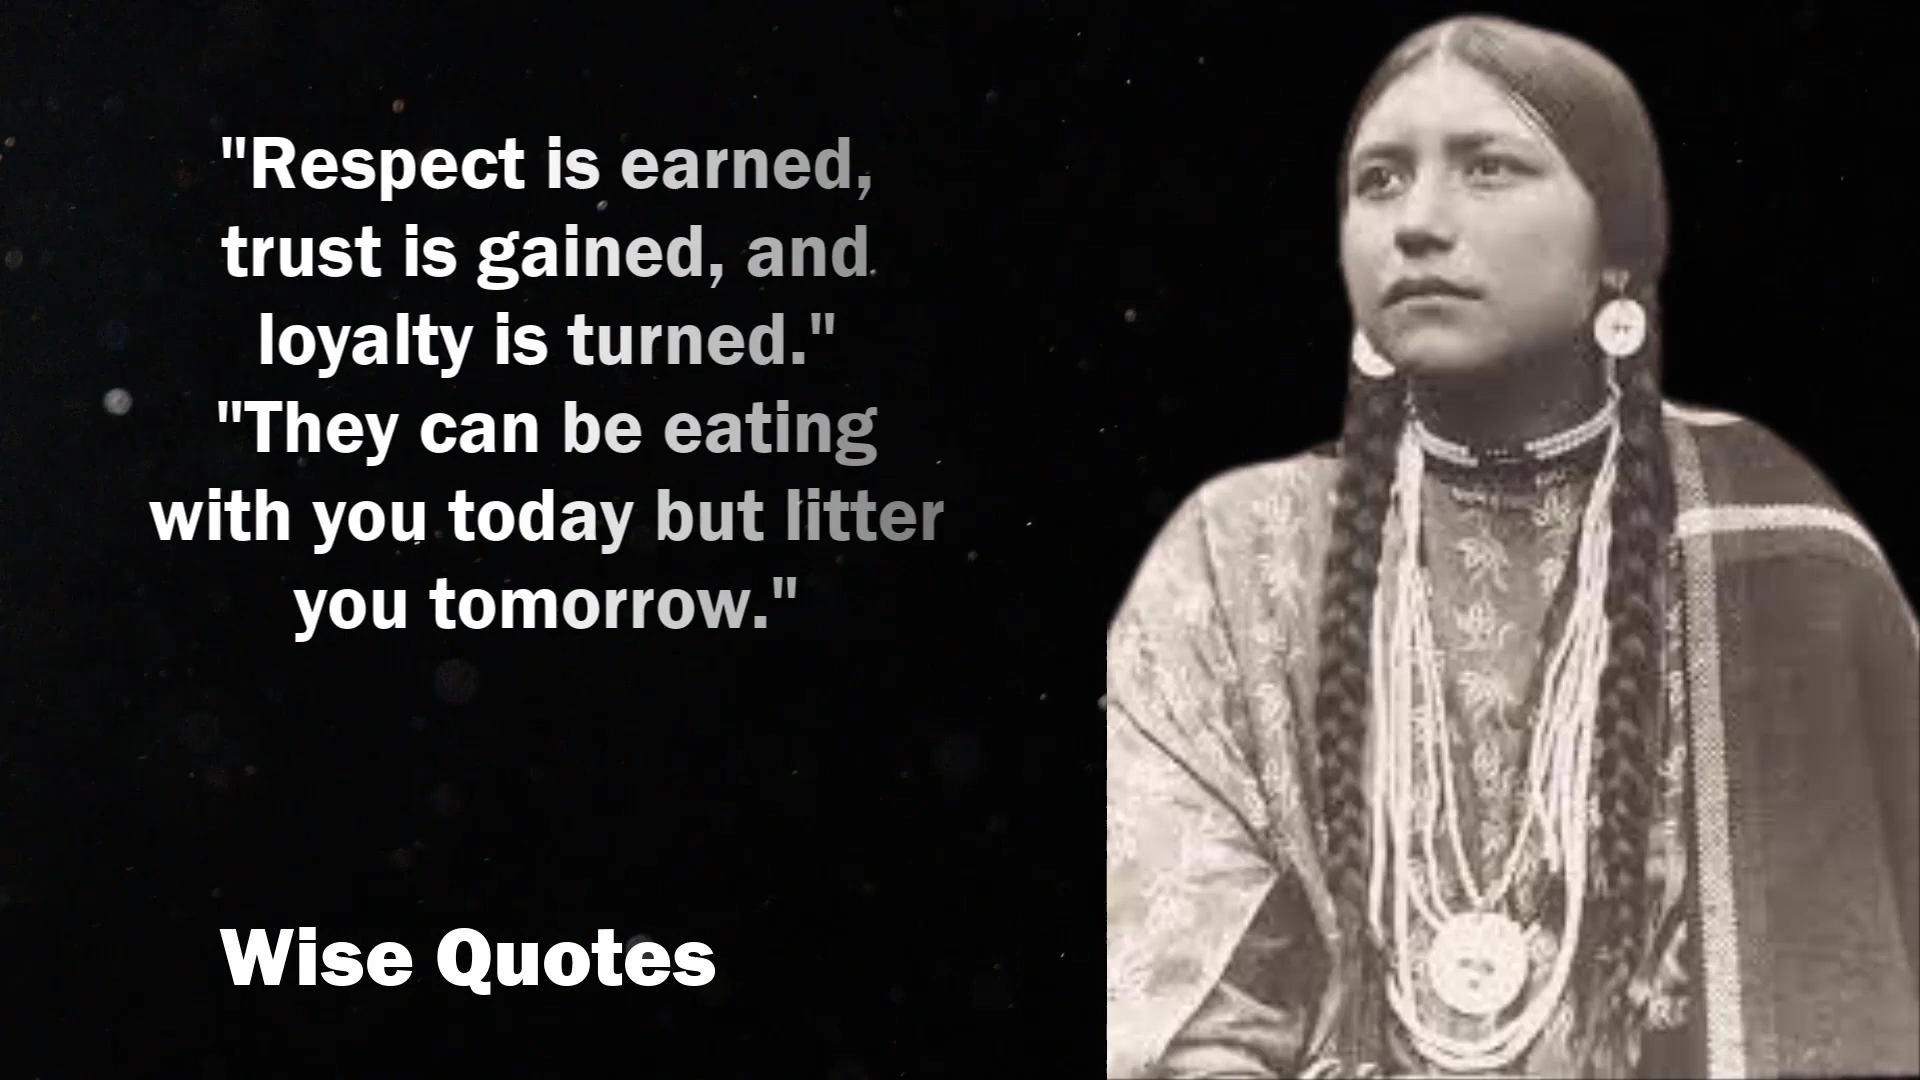 "Respect is earned,
trust is gained, and
loyalty is turned."
"They can be eating
with you today but litter
you tomorrow."
Wise Quotes